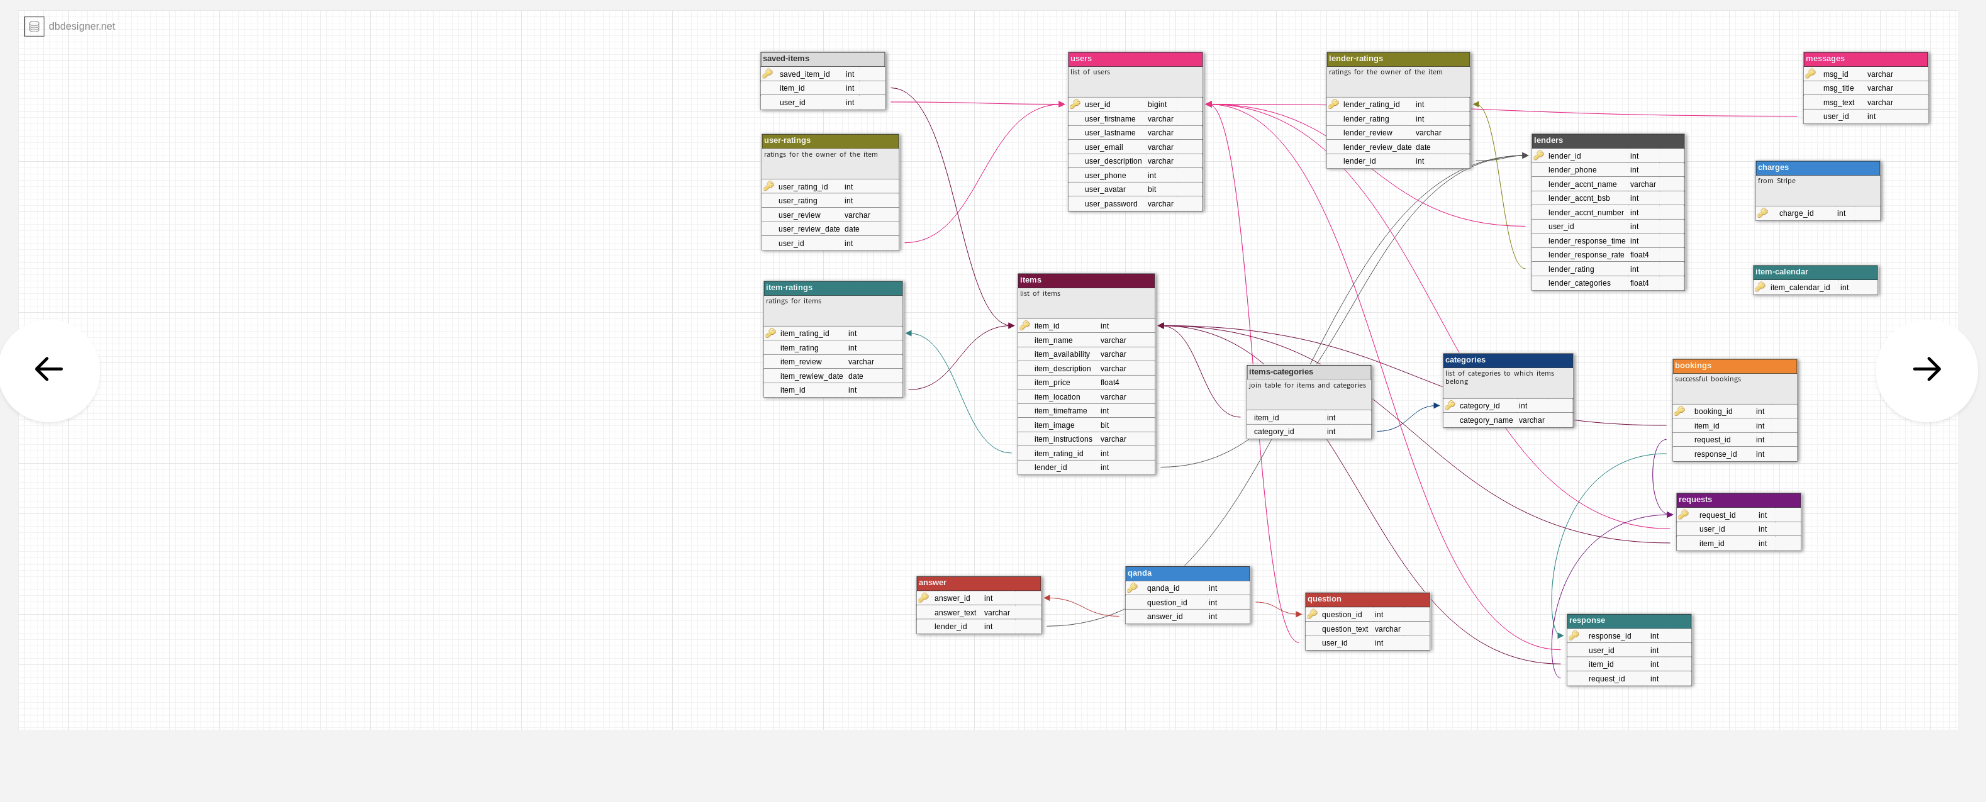 dbdesigner.net
saved-items
saved_item_id int
item_id int
user_id int
user-ratings
ratings for the owner of the item
user_rating_id int
user_rating int
user_review varchar
user_review_date date
user_id int
item-ratings
ratings for items
item_rating_id int
item_rating int
item_review varchar
item_rewiew_date date
item_id int
users
list of users
user_id bigint
user_firstname varchar
user_lastname varchar
user_email varchar
user_description varchar
user_phone int
user_avatar bit
user_password varchar
items
list of items
item_id int
item_name varchar
item_availability varchar
item_description varchar
item_price float4
item_location varchar
item_timeframe int
item_image bit
item_instructions varchar
item_rating_id int
lender_id int
lender-ratings
ratings for the owner of the item
lender_rating_id int
lender_rating int
lender_review varchar
lender_review_date date
lender_id int
lenders
lender_id int
lender_phone int
lender_accnt_name varchar
lender_accnt_bsb int
lender_accnt_number int
user_id int
lender_response_time int
lender_response_rate float4
lender_rating int
lender_categories float4
messages
msg_id varchar
msg_title varchar
msg_text varchar
user_id int
charges
from Stripe
charge_id int
item-calendar
item_calendar_id int
items-categories
join table for items and categories
item_id int
category_id int
categories
list of categories to which items
belong
category_id int
category_name varchar
bookings
successful bookings
booking_id int
item_id int
request_id int
response_id int
requests
request_id int
user_id int
item_id int
answer
answer_id int
answer_text varchar
lender_id int
qanda
qanda_id int
question_id int
answer_id int
question
question_id int
question_text varchar
user_id int
response
response_id int
user_id int
item_id int
request_id int